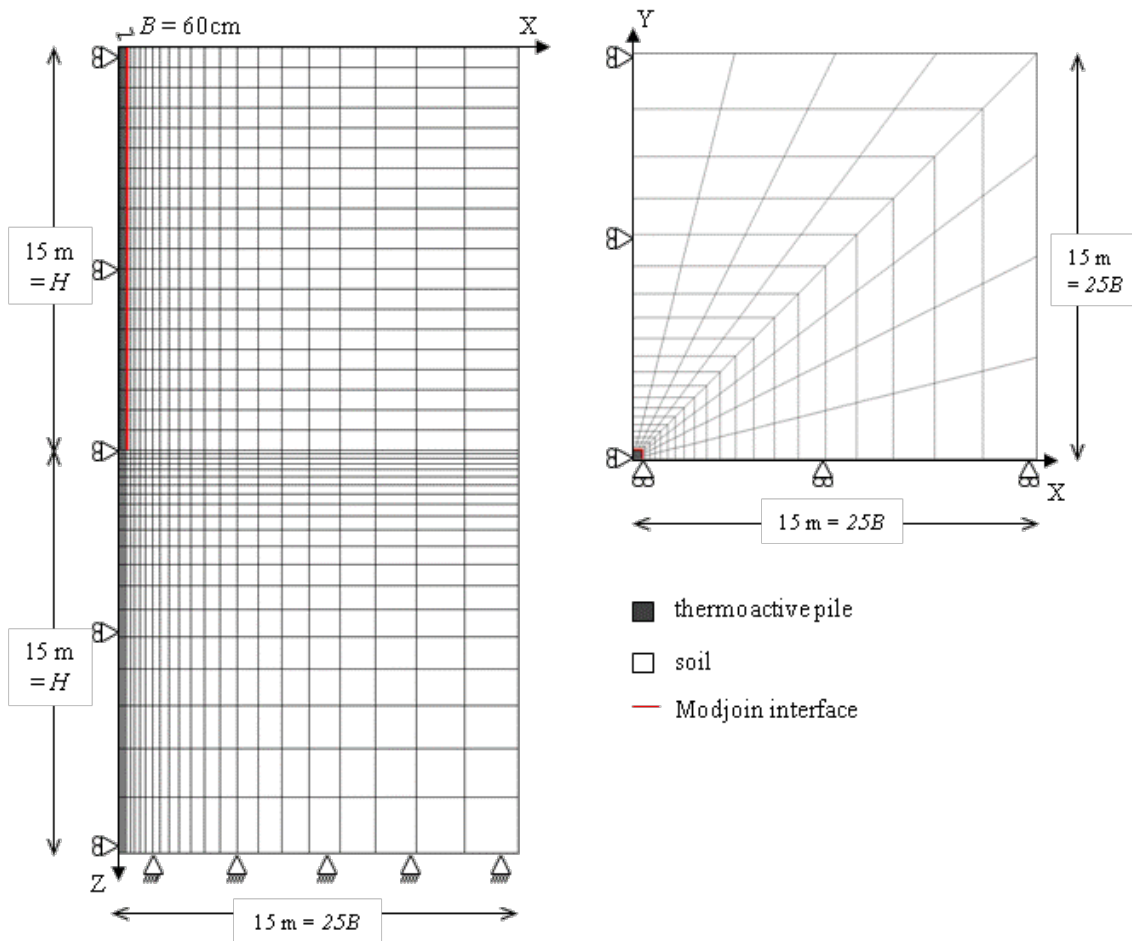 B = 60cm
X
15 m
= H
15 m
= H
Z
15 m = 25B
Y
15 m
= 25B
X
15 m = 25B
thermoactive pile
soil
Modjoin interface